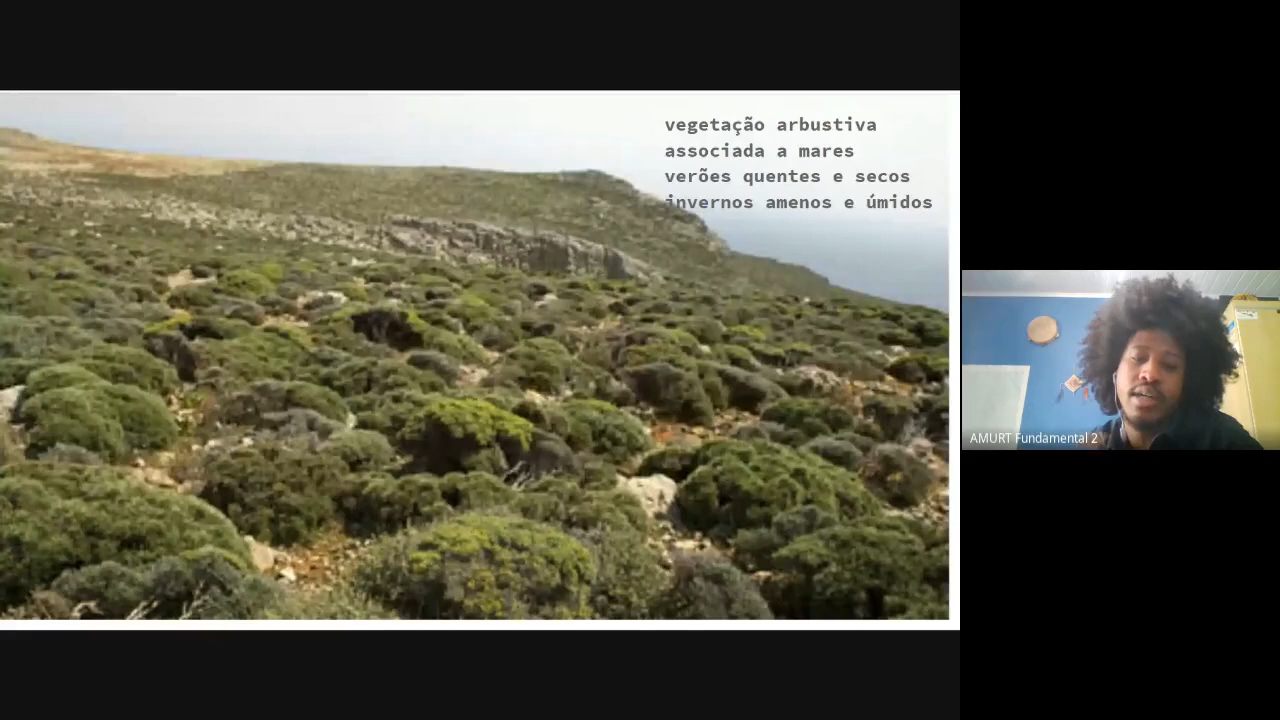 vegetação arbustiva
associada a mares
verões quentes e secos
invernos amenos e úmidos
AMURT Fundamental 2